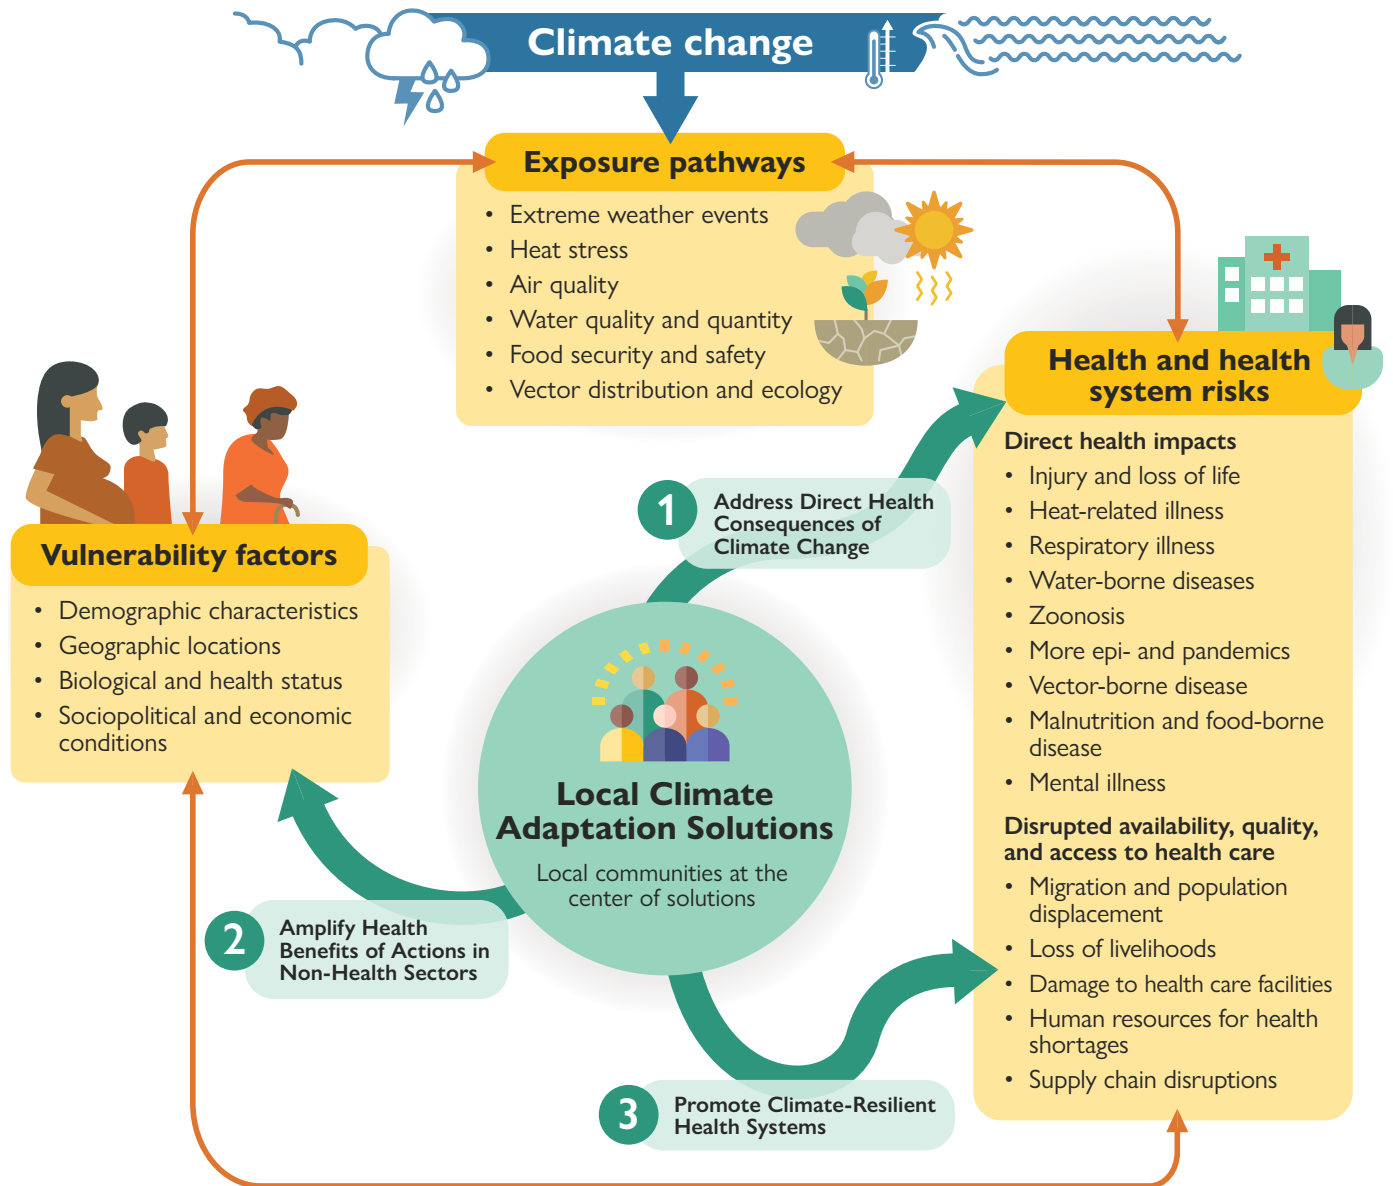 Climate change
Exposure pathways
• Extreme weather events
• Heat stress
• Air quality
• Water quality and quantity
• Food security and safety
• Vector distribution and ecology
Vulnerability factors
• Demographic characteristics
• Geographic locations
• Biological and health status
• Sociopolitical and economic
conditions
Health and health
system risks
Direct health impacts
• Injury and loss of life
• Heat-related illness
• Respiratory illness
• Water-borne diseases
• Zoonosis
• More epi- and pandemics
• Vector-borne disease
• Malnutrition and food-borne
disease
• Mental illness
Disrupted availability, quality,
and access to health care
• Migration and population
displacement
• Loss of livelihoods
• Damage to health care facilities
• Human resources for health
shortages
• Supply chain disruptions
1
Address Direct Health
Consequences of
Climate Change
Local Climate
Adaptation Solutions
Local communities at the
center of solutions
2
Amplify Health
Benefits of Actions in
Non-Health Sectors
3
Promote Climate-Resilient
Health Systems